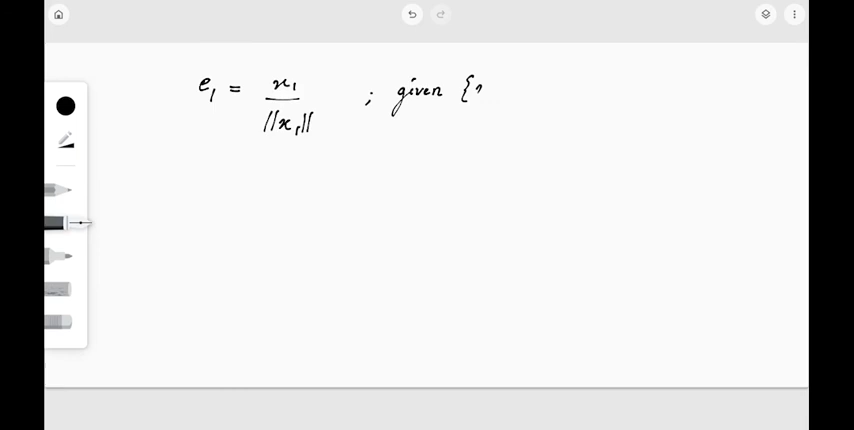 e₁ = x₁ / ||x₁|| ; given {